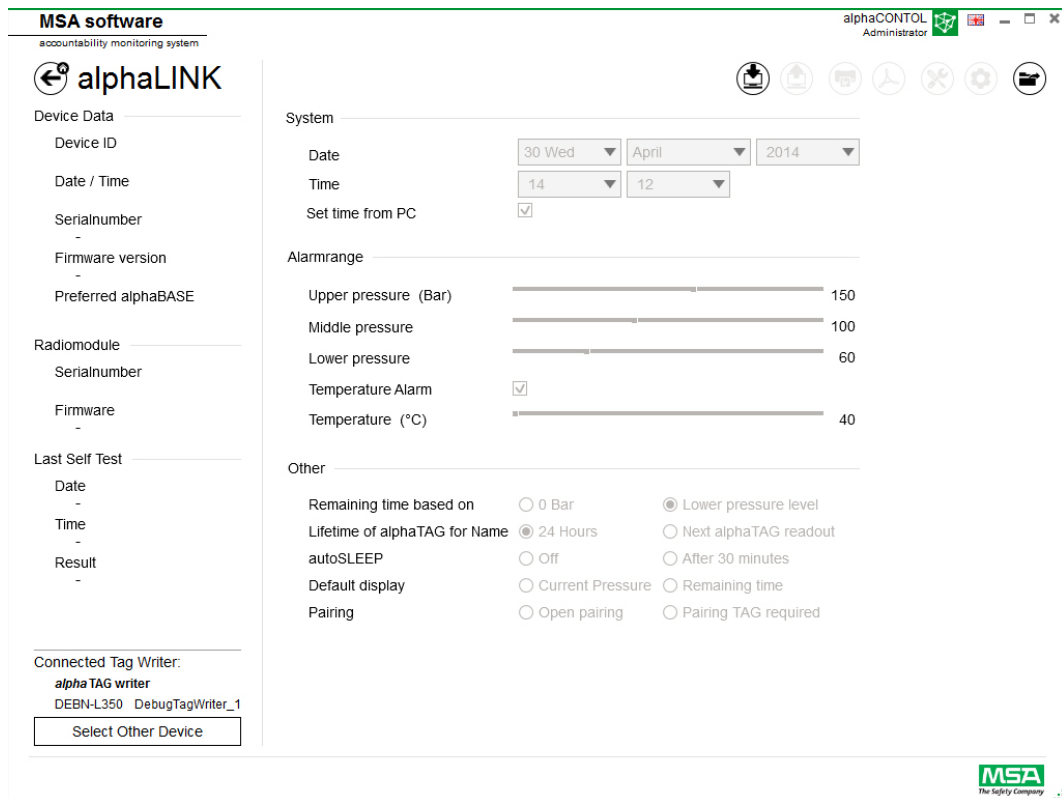 MSA software
accountability monitoring system
alphaCONTOL
Administrator
alphaLINK
Device Data
Device ID
Date / Time
Serialnumber
-
Firmware version
-
Preferred alphaBASE
Radiomodule
Serialnumber
Firmware
-
Last Self Test
Date
-
Time
-
Result
-
Connected Tag Writer:
alphaTAG writer
DEBN-L350 DebugTagWriter_1
Select Other Device
System
Date 30 Wed April 2014
Time 14 12
Set time from PC
Alarmrange
Upper pressure (Bar) 150
Middle pressure 100
Lower pressure 60
Temperature Alarm
Temperature (°C) 40
Other
Remaining time based on 0 Bar Lower pressure level
Lifetime of alphaTAG for Name 24 Hours Next alphaTAG readout
autoSLEEP Off After 30 minutes
Default display Current Pressure Remaining time
Pairing Open pairing Pairing TAG required
MSA
The Safety Company